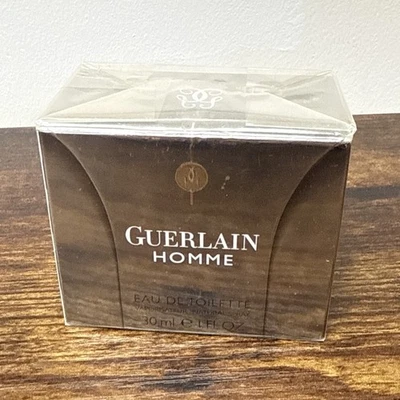 GUERLAIN
HOMME
EAU DE TOILETTE
30 ml ℮ 1 FL.OZ